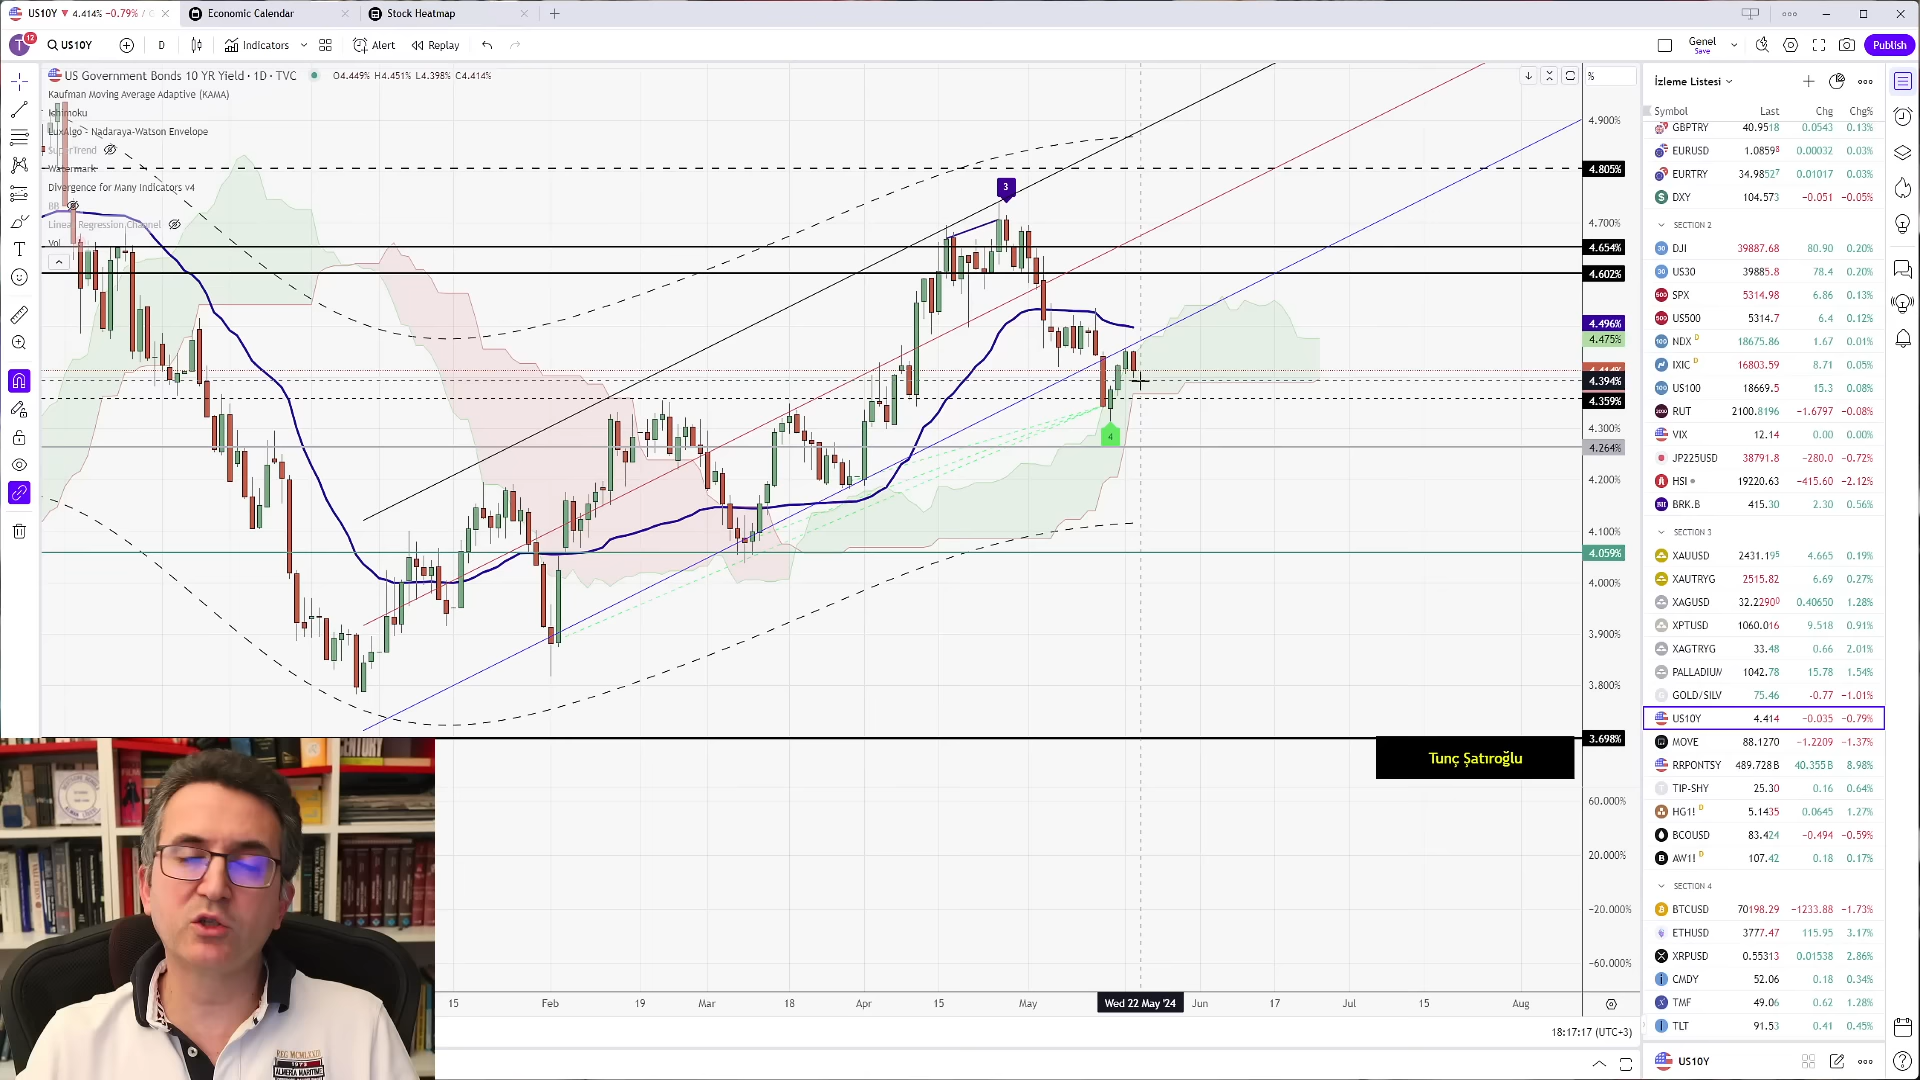 US10Y 4.414% −0.79% /
Economic Calendar
Stock Heatmap
T 12
US10Y
D
Indicators
Alert
Replay
Genel
Save
Publish
US Government Bonds 10 YR Yield · 1D · TVC O4.449% H4.451% L4.398% C4.414%
Kaufman Moving Average Adaptive (KAMA)
Ichimoku
LuxAlgo - Nadaraya-Watson Envelope
SuperTrend
Watermark
Divergence for Many Indicators v4
BB
Linear Regression Channel
Vol
3
4
%
4.900%
4.805%
4.700%
4.654%
4.602%
4.496%
4.475%
4.414%
4.394%
4.359%
4.300%
4.264%
4.200%
4.100%
4.059%
4.000%
3.900%
3.800%
3.698%
Tunç Şatıroğlu
60.000%
20.000%
−20.000%
−60.000%
15 Feb 19 Mar 18 Apr 15 May Wed 22 May '24 Jun 17 Jul 15 Aug
18:17:17 (UTC+3)
İzleme Listesi
Symbol Last Chg Chg%
GBPTRY 40.9518 0.0543 0.13%
EURUSD 1.08598 0.00032 0.03%
EURTRY 34.98527 0.01017 0.03%
DXY 104.573 −0.051 −0.05%
SECTION 2
DJI 39887.68 80.90 0.20%
US30 39885.8 78.4 0.20%
SPX 5314.98 6.86 0.13%
US500 5314.7 6.4 0.12%
NDX D 18675.86 1.67 0.01%
IXIC D 16803.59 8.71 0.05%
US100 18669.5 15.3 0.08%
RUT 2100.8196 −1.6797 −0.08%
VIX 12.14 0.00 0.00%
JP225USD 38791.8 −280.0 −0.72%
HSI 19220.63 −415.60 −2.12%
BRK.B 415.30 2.30 0.56%
SECTION 3
XAUUSD 2431.195 4.665 0.19%
XAUTRYG 2515.82 6.69 0.27%
XAGUSD 32.22900 0.40650 1.28%
XPTUSD 1060.016 9.518 0.91%
XAGTRYG 33.48 0.66 2.01%
PALLADIUM 1042.78 15.78 1.54%
GOLD/SILV 75.46 −0.77 −1.01%
US10Y 4.414 −0.035 −0.79%
MOVE 88.1270 −1.2209 −1.37%
RRPONTSY 489.728B 40.355B 8.98%
TIP-SHY 25.30 0.16 0.64%
HG1! D 5.1435 0.0645 1.27%
BCOUSD 83.424 −0.494 −0.59%
AW1! D 107.42 0.18 0.17%
SECTION 4
BTCUSD 70198.29 −1233.88 −1.73%
ETHUSD 3777.47 115.95 3.17%
XRPUSD 0.55313 0.01538 2.86%
CMDY 52.06 0.18 0.34%
TMF 49.06 0.62 1.28%
TLT 91.53 0.41 0.45%
US10Y
REG MCMLXXIII
1973
ALMERIA MARITIME